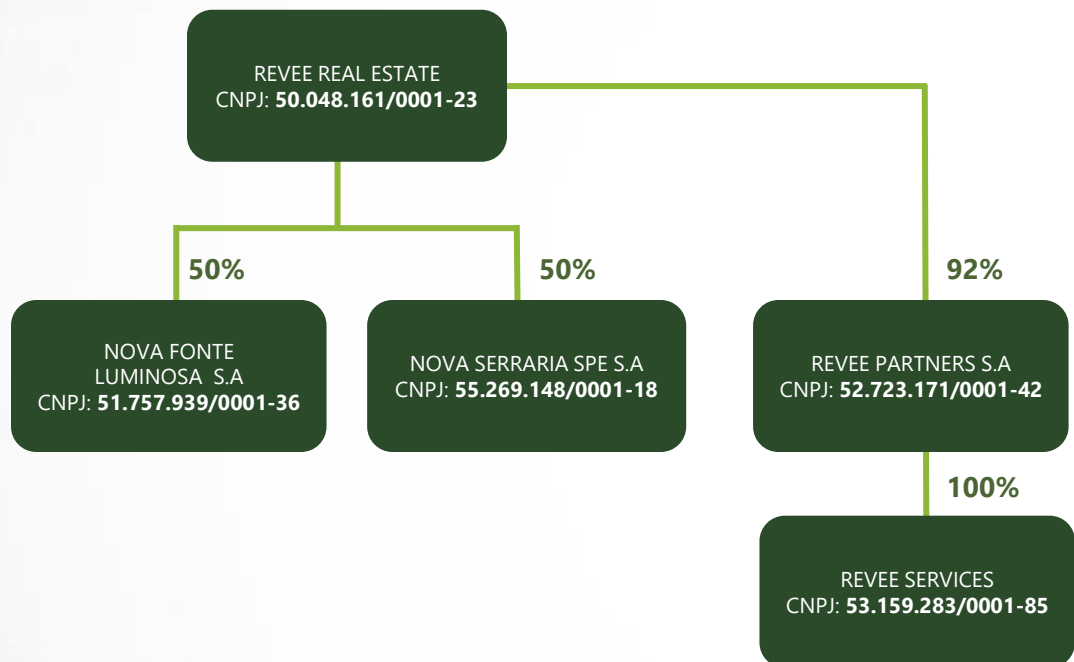 REVEE REAL ESTATE
CNPJ: 50.048.161/0001-23
50%
50%
92%
NOVA FONTE
LUMINOSA  S.A
CNPJ: 51.757.939/0001-36
NOVA SERRARIA SPE S.A
CNPJ: 55.269.148/0001-18
REVEE PARTNERS S.A
CNPJ: 52.723.171/0001-42
100%
REVEE SERVICES
CNPJ: 53.159.283/0001-85